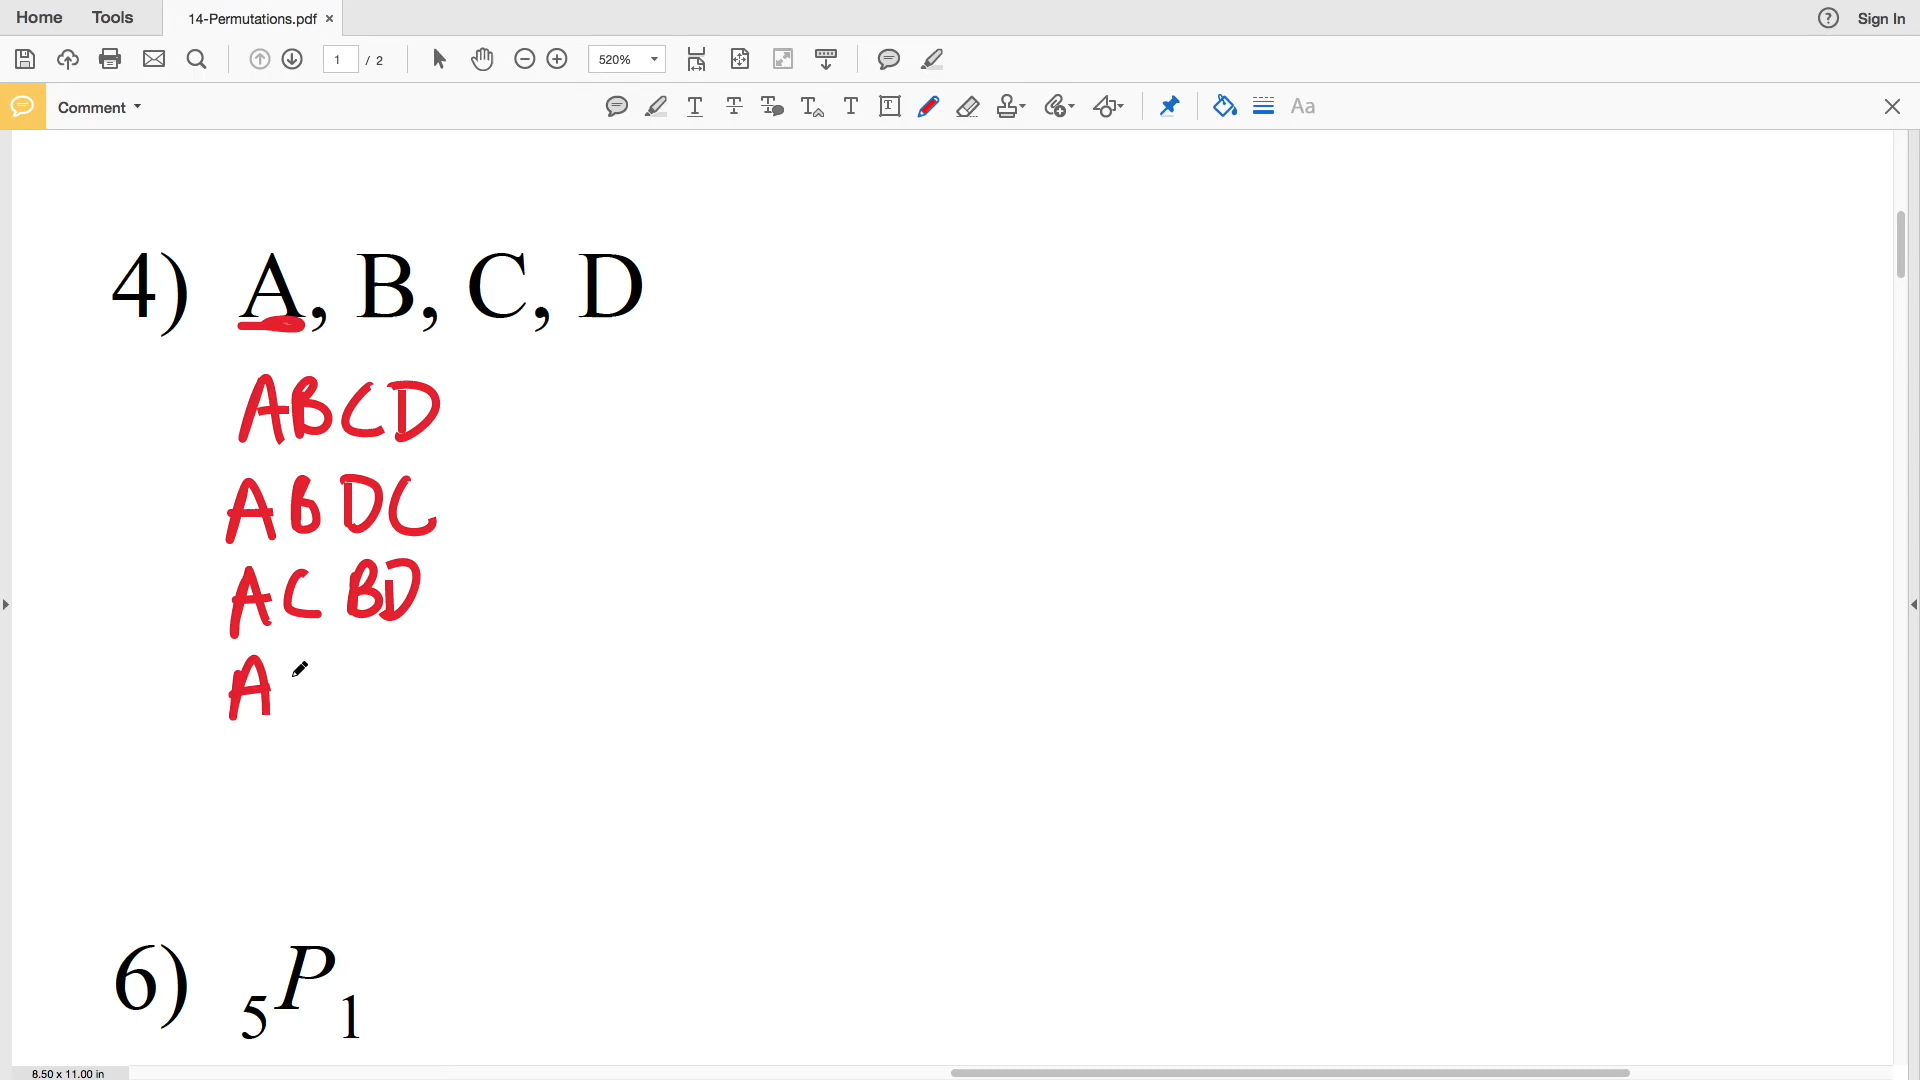 Home Tools 14-Permutations.pdf × ? Sign In
1 / 2 520%
Comment Aa
4) A, B, C, D
ABCD
ABDC
ACBD
A
6) ₅P₁
8.50 x 11.00 in